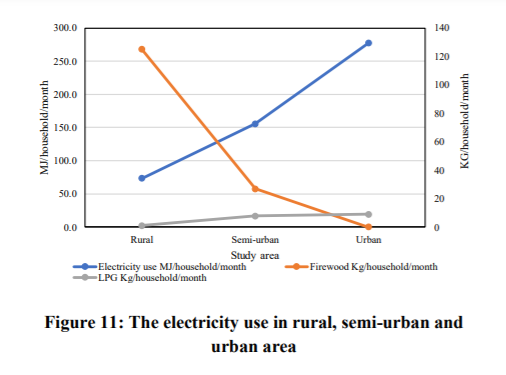 300.0
250.0
200.0
150.0
100.0
50.0
0.0
MJ/household/month
140
120
100
80
60
40
20
0
KG/household/month
Rural Semi-urban Urban
Study area
Electricity use MJ/household/month Firewood Kg/household/month
LPG Kg/household/month
Figure 11: The electricity use in rural, semi-urban and
urban area